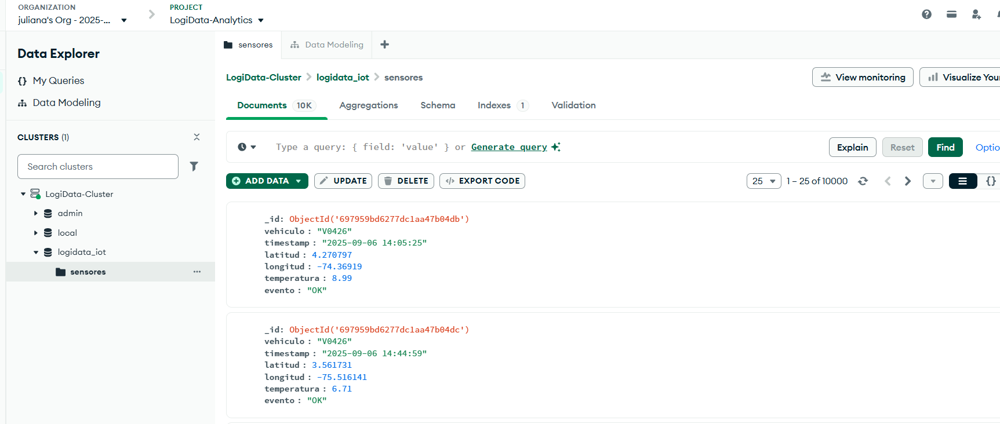 ORGANIZATION
juliana's Org - 2025-...
PROJECT
LogiData-Analytics
Data Explorer
{} My Queries
Data Modeling
CLUSTERS (1)
Search clusters
LogiData-Cluster
admin
local
logidata_iot
sensores ...
sensores
Data Modeling
+
LogiData-Cluster > logidata_iot > sensores
View monitoring
Visualize You
Documents 10K
Aggregations
Schema
Indexes 1
Validation
Type a query: { field: 'value' } or Generate query
Explain
Reset
Find
Optio
ADD DATA
UPDATE
DELETE
</> EXPORT CODE
25
1 – 25 of 10000
{}
_id: ObjectId('697959bd6277dc1aa47b04db')
vehiculo : "V0426"
timestamp : "2025-09-06 14:05:25"
latitud : 4.270797
longitud : -74.36919
temperatura : 8.99
evento : "OK"
_id: ObjectId('697959bd6277dc1aa47b04dc')
vehiculo : "V0426"
timestamp : "2025-09-06 14:44:59"
latitud : 3.561731
longitud : -75.516141
temperatura : 6.71
evento : "OK"